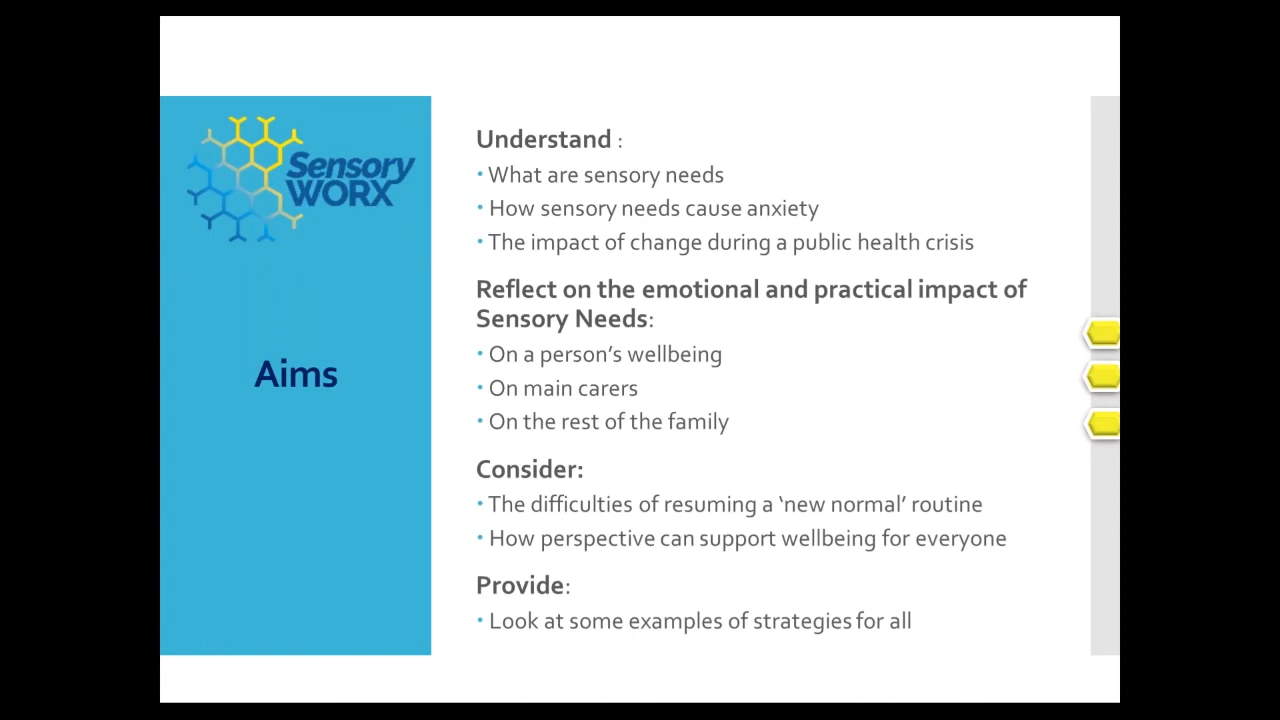 Sensory
WORX
Aims
Understand :
• What are sensory needs
• How sensory needs cause anxiety
• The impact of change during a public health crisis
Reflect on the emotional and practical impact of
Sensory Needs:
• On a person's wellbeing
• On main carers
• On the rest of the family
Consider:
• The difficulties of resuming a ‘new normal’ routine
• How perspective can support wellbeing for everyone
Provide:
• Look at some examples of strategies for all